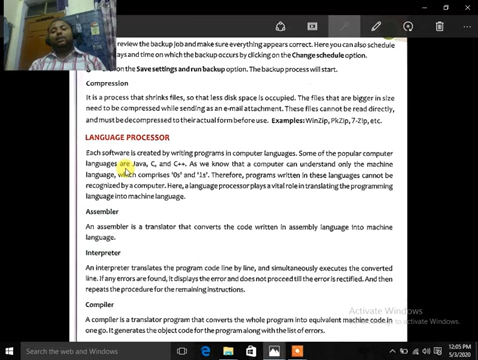 review the backup job and make sure everything appears correct. Here you can also schedule
ays and time on which the backup occurs by clicking on the Change schedule option.
on the Save settings and run backup option. The backup process will start.
Compression
It is a process that shrinks files, so that less disk space is occupied. The files that are bigger in size
need to be compressed while sending as an e-mail attachment. These files cannot be read directly,
and must be decompressed to their actual form before use. Examples: WinZip, PkZip, 7-Zip, etc.
LANGUAGE PROCESSOR
Each software is created by writing programs in computer languages. Some of the popular computer
languages are Java, C, and C++. As we know that a computer can understand only the machine
language, which comprises '0s' and '1s'. Therefore, programs written in these languages cannot be
recognized by a computer. Here, a language processor plays a vital role in translating the programming
language into machine language.
Assembler
An assembler is a translator that converts the code written in assembly language into machine
language.
Interpreter
An interpreter translates the program code line by line, and simultaneously executes the converted
line. If any errors are found, it displays the error and does not proceed till the error is rectified. And then
repeats the procedure for the remaining instructions.
Compiler
A compiler is a translator program that converts the whole program into equivalent machine code in
one go. It generates the object code for the program along with the list of errors.
Activate Windows
to activate Windows.
Search the web and Windows
12:05 PM
5/3/2020